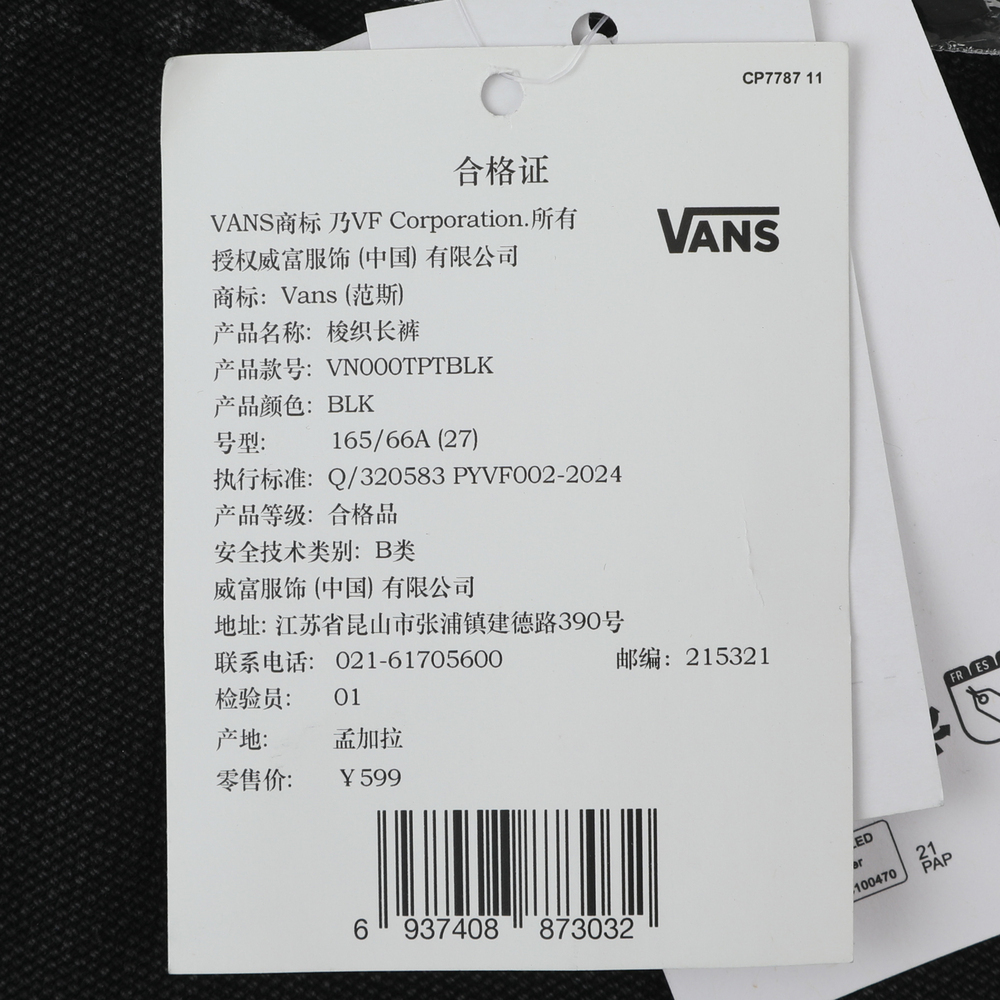 CP7787 11
合格证
VANS
VANS商标 乃VF Corporation.所有
授权威富服饰 (中国) 有限公司
商标: Vans (范斯)
产品名称: 梭织长裤
产品款号: VN000TPTBLK
产品颜色: BLK
号型: 165/66A (27)
执行标准: Q/320583 PYVF002-2024
产品等级: 合格品
安全技术类别: B类
威富服饰 (中国) 有限公司
地址: 江苏省昆山市张浦镇建德路390号
联系电话: 021-61705600 邮编: 215321
检验员: 01
产地: 孟加拉
零售价: ¥599
6 937408 873032
FR ES
21
PAP
100470